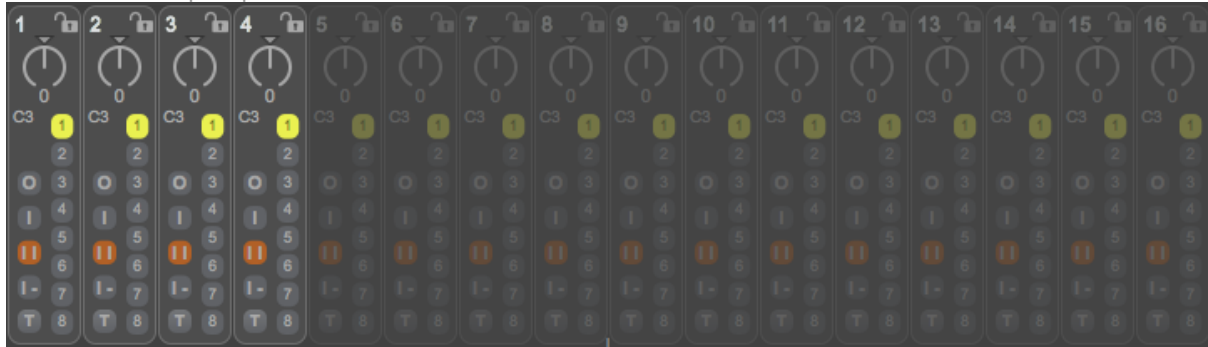 1 2 3 4 5 6 7 8 9 10 11 12 13 14 15 16
0 0 0 0 0 0 0 0 0 0 0 0 0 0 0 0
C3 1 C3 1 C3 1 C3 1 C3 1 C3 1 C3 1 C3 1 C3 1 C3 1 C3 1 C3 1 C3 1 C3 1 C3 1 C3 1
2 2 2 2 2 2 2 2 2 2 2 2 2 2 2 2
O 3 O 3 O 3 O 3 O 3 O 3 O 3 O 3 O 3 O 3 O 3 O 3 O 3 O 3 O 3 O 3
I 4 I 4 I 4 I 4 I 4 I 4 I 4 I 4 I 4 I 4 I 4 I 4 I 4 I 4 I 4 I 4
II 5 II 5 II 5 II 5 II 5 II 5 II 5 II 5 II 5 II 5 II 5 II 5 II 5 II 5 II 5 II 5
6 6 6 6 6 6 6 6 6 6 6 6 6 6 6 6
I- 7 I- 7 I- 7 I- 7 I- 7 I- 7 I- 7 I- 7 I- 7 I- 7 I- 7 I- 7 I- 7 I- 7 I- 7 I- 7
T 8 T 8 T 8 T 8 T 8 T 8 T 8 T 8 T 8 T 8 T 8 T 8 T 8 T 8 T 8 T 8